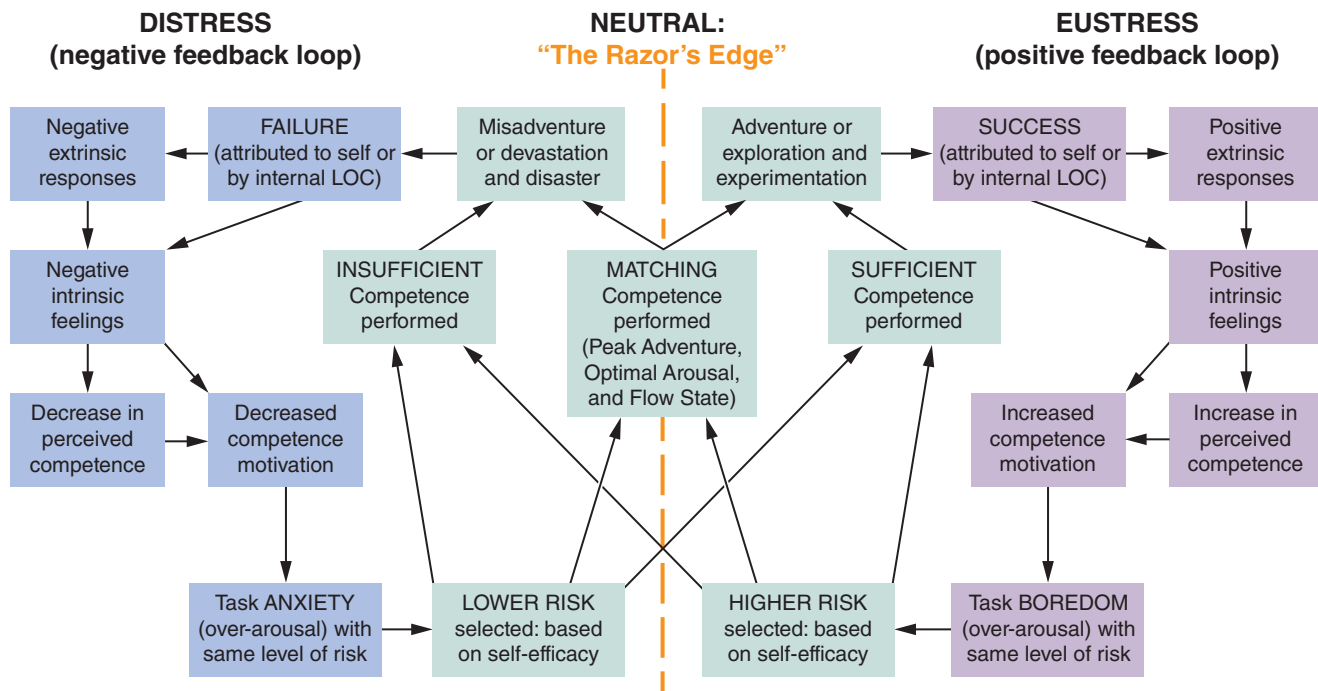 DISTRESS
(negative feedback loop)
NEUTRAL:
“The Razor’s Edge”
EUSTRESS
(positive feedback loop)
Negative
extrinsic
responses
FAILURE
(attributed to self or
by internal LOC)
Misadventure
or devastation
and disaster
Adventure or
exploration and
experimentation
SUCCESS
(attributed to self or
by internal LOC)
Positive
extrinsic
responses
Negative
intrinsic
feelings
INSUFFICIENT
Competence
performed
MATCHING
Competence
performed
(Peak Adventure,
Optimal Arousal,
and Flow State)
SUFFICIENT
Competence
performed
Positive
intrinsic
feelings
Decrease in
perceived
competence
Decreased
competence
motivation
Increased
competence
motivation
Increase in
perceived
competence
Task ANXIETY
(over-arousal) with
same level of risk
LOWER RISK
selected: based
on self-efficacy
HIGHER RISK
selected: based
on self-efficacy
Task BOREDOM
(over-arousal) with
same level of risk